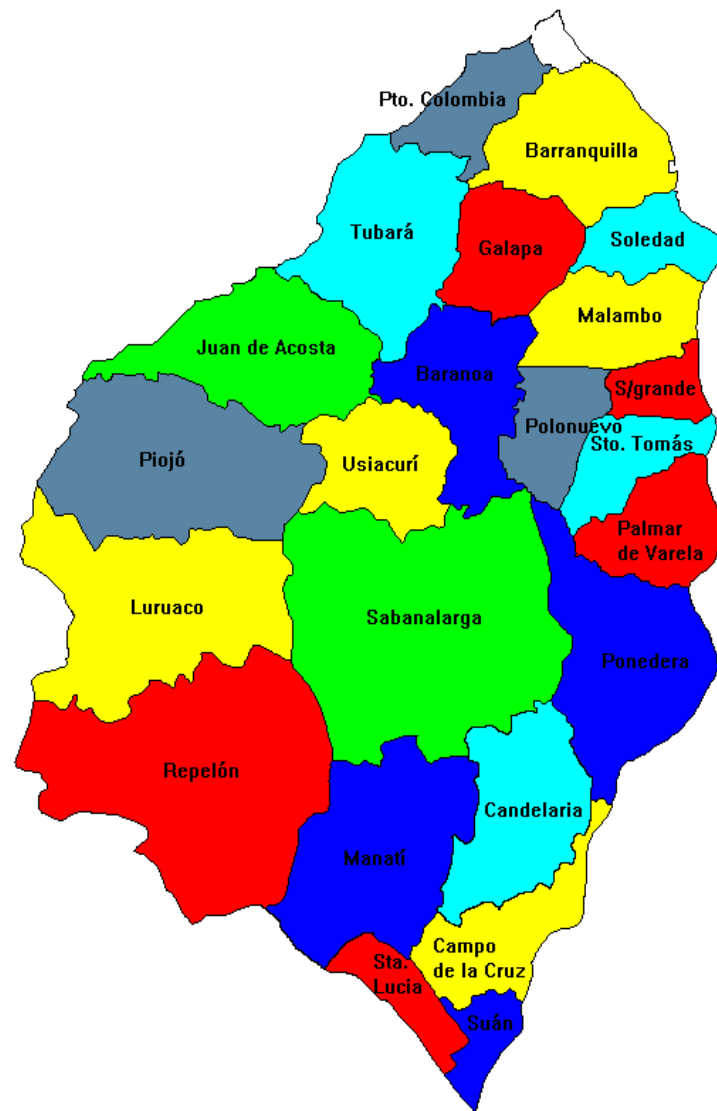 Pto. Colombia
Barranquilla
Tubará
Galapa
Soledad
Malambo
Juan de Acosta
Baranoa
S/grande
Polonuevo
Sto. Tomás
Piojó
Usiacurí
Palmar
de Varela
Luruaco
Sabanalarga
Ponedera
Repelón
Candelaria
Manatí
Campo
de la Cruz
Sta.
Lucia
Suán